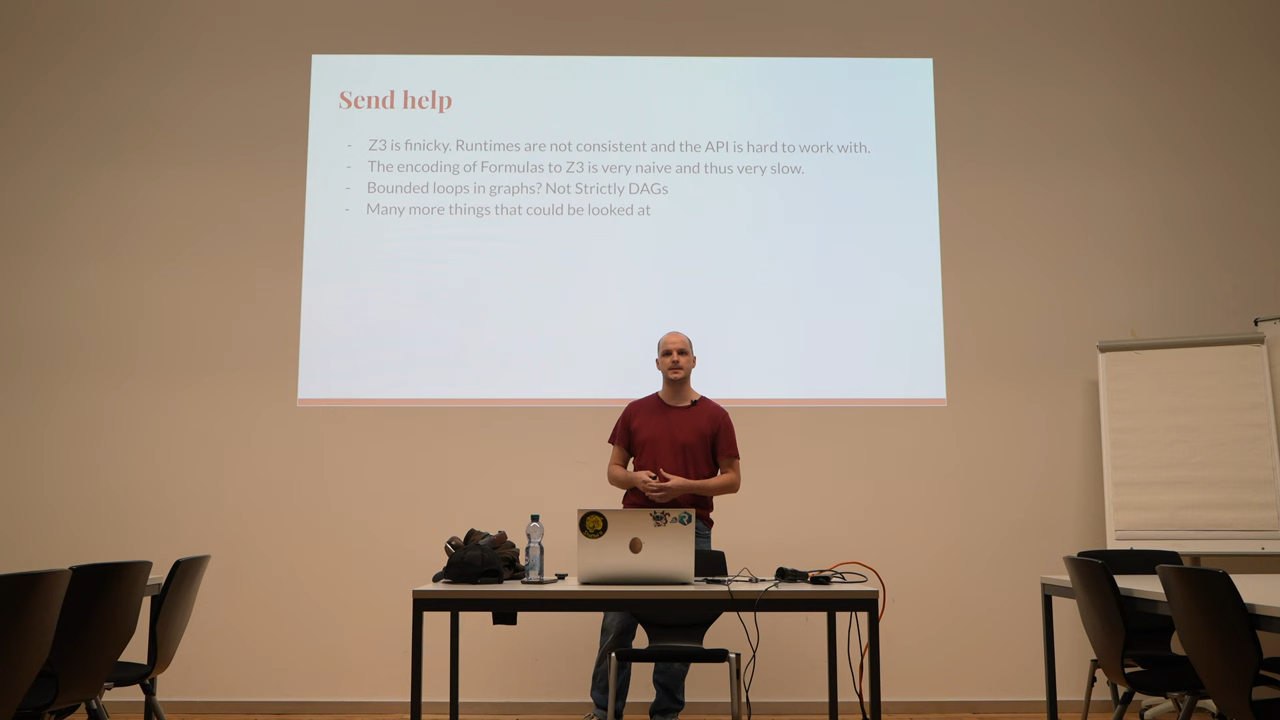 Send help
- Z3 is finicky. Runtimes are not consistent and the API is hard to work with.
- The encoding of Formulas to Z3 is very naive and thus very slow.
- Bounded loops in graphs? Not Strictly DAGs
- Many more things that could be looked at